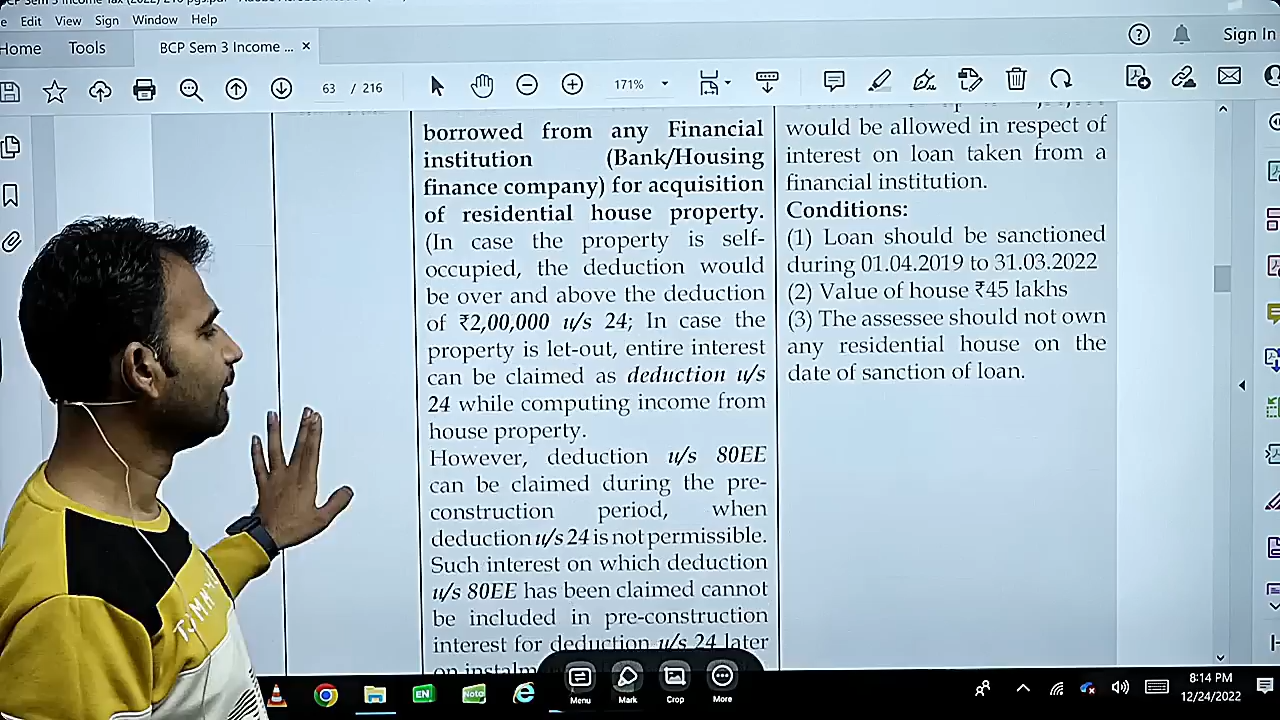 Edit View Sign Window Help
Home Tools BCP Sem 3 Income ... × Sign In
63 / 216 171%
borrowed from any Financial
institution (Bank/Housing
finance company) for acquisition
of residential house property.
(In case the property is self-
occupied, the deduction would
be over and above the deduction
of ₹2,00,000 u/s 24; In case the
property is let-out, entire interest
can be claimed as deduction u/s
24 while computing income from
house property.
However, deduction u/s 80EE
can be claimed during the pre-
construction period, when
deduction u/s 24 is not permissible.
Such interest on which deduction
u/s 80EE has been claimed cannot
be included in pre-construction
interest for deduction u/s 24 later
would be allowed in respect of
interest on loan taken from a
financial institution.
Conditions:
(1) Loan should be sanctioned
during 01.04.2019 to 31.03.2022
(2) Value of house ₹45 lakhs
(3) The assessee should not own
any residential house on the
date of sanction of loan.
Menu Mark Crop More
EN Note
8:14 PM
12/24/2022